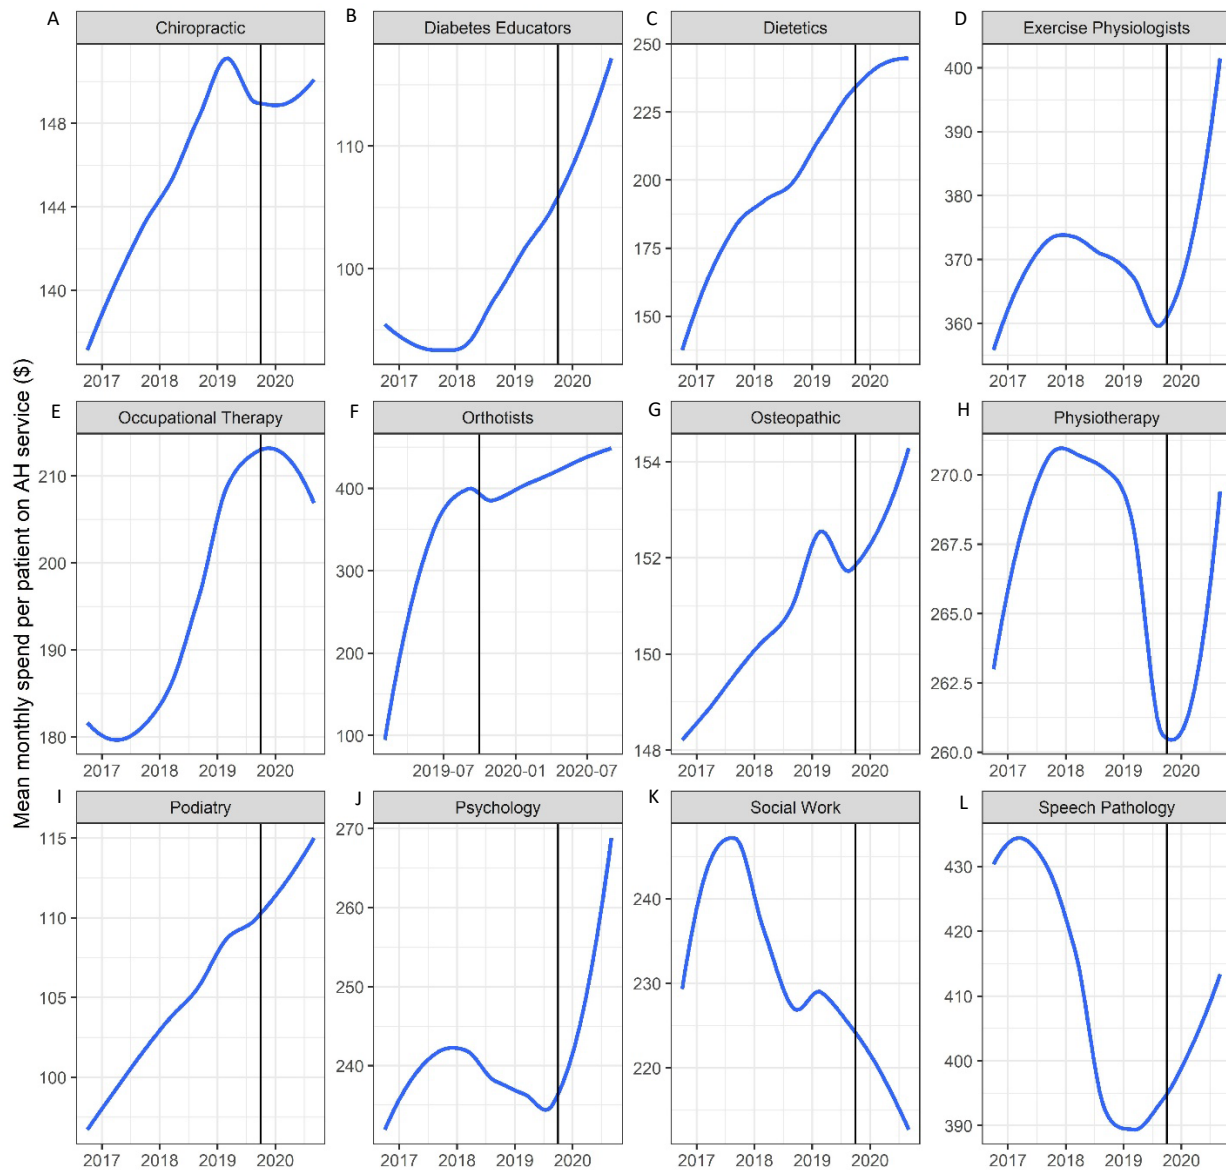 Mean monthly spend per patient on AH service ($)
A B C D
Chiropractic Diabetes Educators Dietetics Exercise Physiologists
148 144 140
110 100
250 225 200 175 150
400 390 380 370 360
2017 2018 2019 2020 2017 2018 2019 2020 2017 2018 2019 2020 2017 2018 2019 2020
E F G H
Occupational Therapy Orthotists Osteopathic Physiotherapy
210 200 190 180
400 300 200 100
154 152 150 148
270.0 267.5 265.0 262.5 260.0
2017 2018 2019 2020 2019-07 2020-01 2020-07 2017 2018 2019 2020 2017 2018 2019 2020
I J K L
Podiatry Psychology Social Work Speech Pathology
115 110 105 100
270 260 250 240
240 230 220
430 420 410 400 390
2017 2018 2019 2020 2017 2018 2019 2020 2017 2018 2019 2020 2017 2018 2019 2020